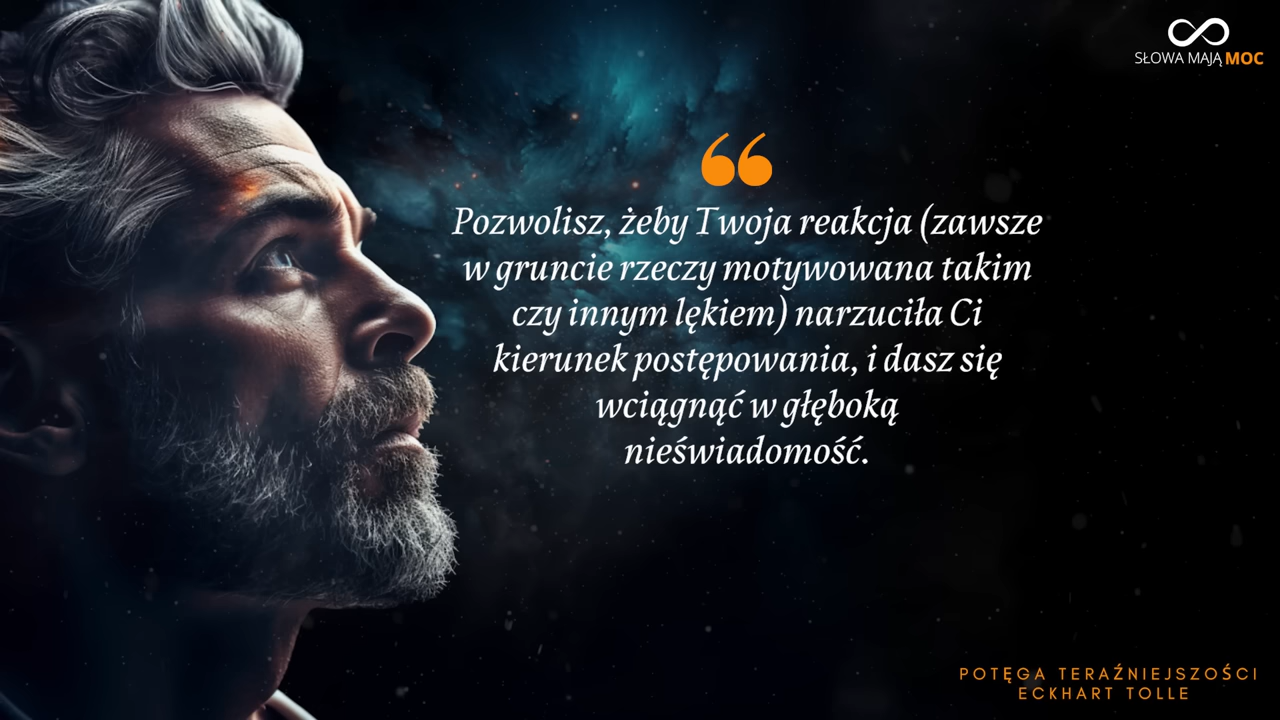 SŁOWA MAJĄ MOC
Pozwolisz, żeby Twoja reakcja (zawsze
w gruncie rzeczy motywowana takim
czy innym lękiem) narzuciła Ci
kierunek postępowania, i dasz się
wciągnąć w głęboką
nieświadomość.
POTĘGA TERAŹNIEJSZOŚCI
ECKHART TOLLE